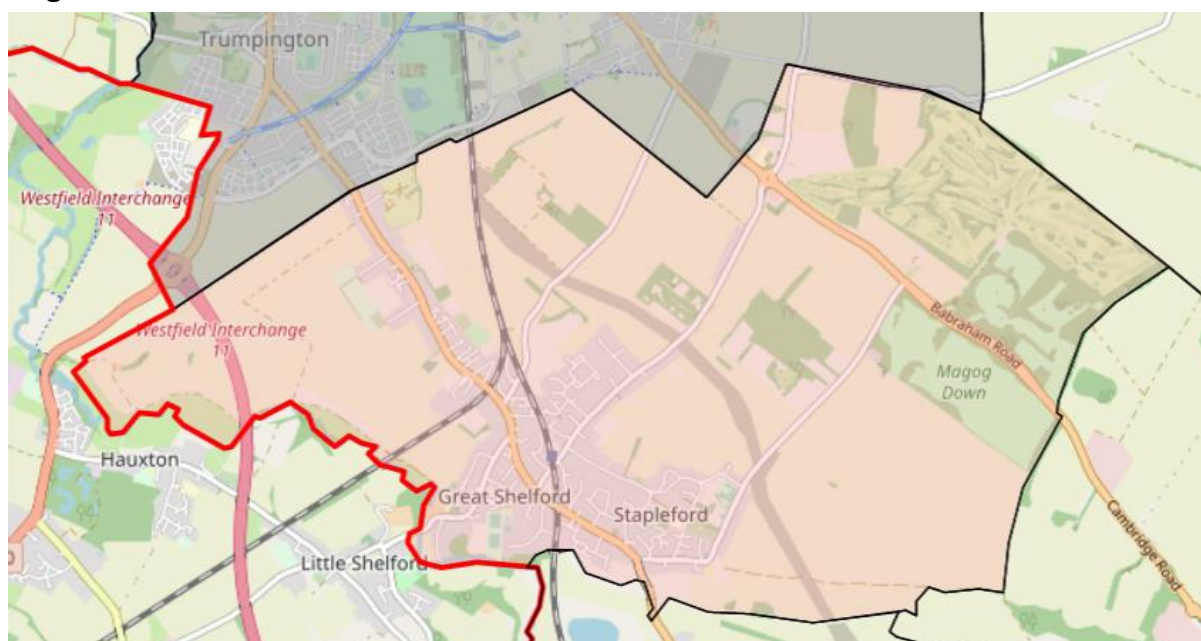 Trumpington
Westfield Interchange
11
Westfield Interchange
11
Babraham Road
Magog
Down
Hauxton
Great Shelford
Stapleford
Cambridge Road
Little Shelford